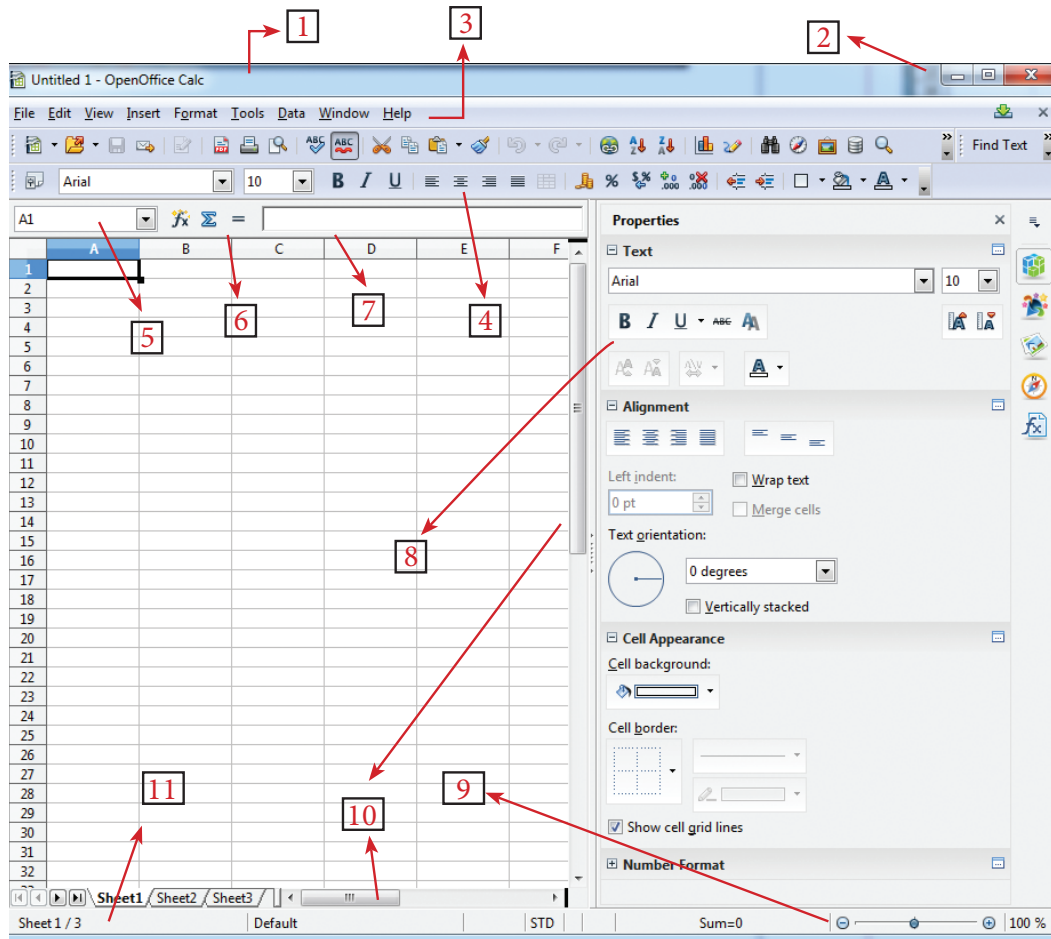 1
3
2
Untitled 1 - OpenOffice Calc
File Edit View Insert Format Tools Data Window Help
ABC ABC Find Text
Arial 10 B I U
A1
A B C D E F
1
2
3
4
5
6
7
8
9
10
11
12
13
14
15
16
17
18
19
20
21
22
23
24
25
26
27
28
29
30
31
32
5
6
7
4
8
11
10
9
Properties
Text
Arial 10
B I U ABC
Alignment
Left indent:
Wrap text
0 pt
Merge cells
Text orientation:
0 degrees
Vertically stacked
Cell Appearance
Cell background:
Cell border:
Show cell grid lines
Number Format
Sheet1 Sheet2 Sheet3
Sheet 1 / 3 Default STD Sum=0 100 %